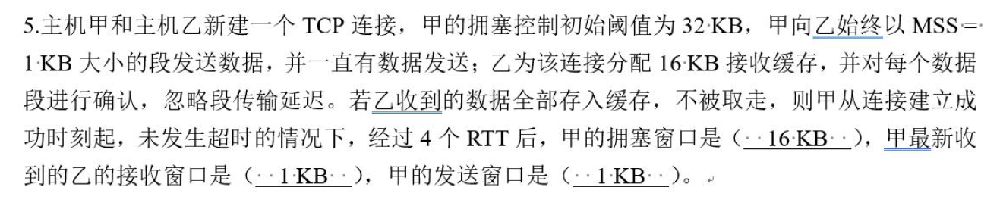 5.主机甲和主机乙新建一个 TCP 连接，甲的拥塞控制初始阈值为 32·KB，甲向乙始终以 MSS·=·
1·KB 大小的段发送数据，并一直有数据发送；乙为该连接分配 16·KB 接收缓存，并对每个数据
段进行确认，忽略段传输延迟。若乙收到的数据全部存入缓存，不被取走，则甲从连接建立成
功时刻起，未发生超时的情况下，经过 4 个 RTT 后，甲的拥塞窗口是（··16·KB··），甲最新收
到的乙的接收窗口是（··1·KB··），甲的发送窗口是（··1·KB··）。↵